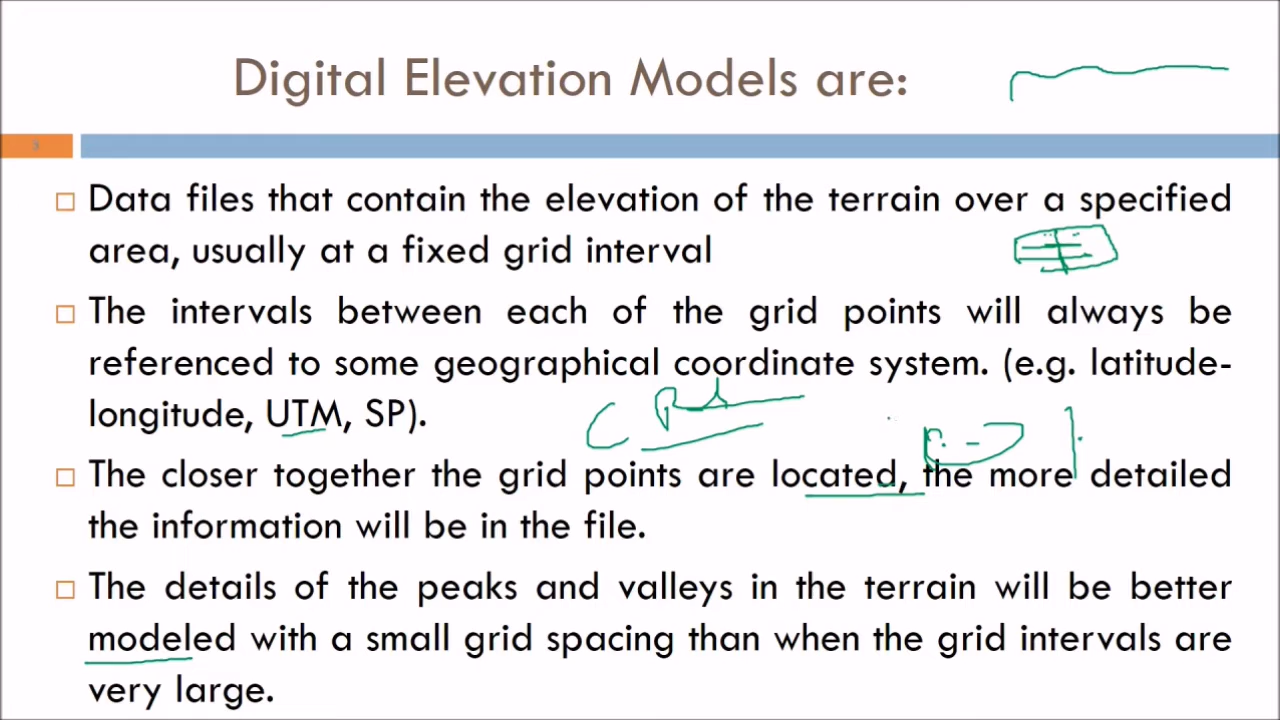 Digital Elevation Models are:
3
Data files that contain the elevation of the terrain over a specified
area, usually at a fixed grid interval
The intervals between each of the grid points will always be
referenced to some geographical coordinate system. (e.g. latitude-
longitude, UTM, SP).
The closer together the grid points are located, the more detailed
the information will be in the file.
The details of the peaks and valleys in the terrain will be better
modeled with a small grid spacing than when the grid intervals are
very large.